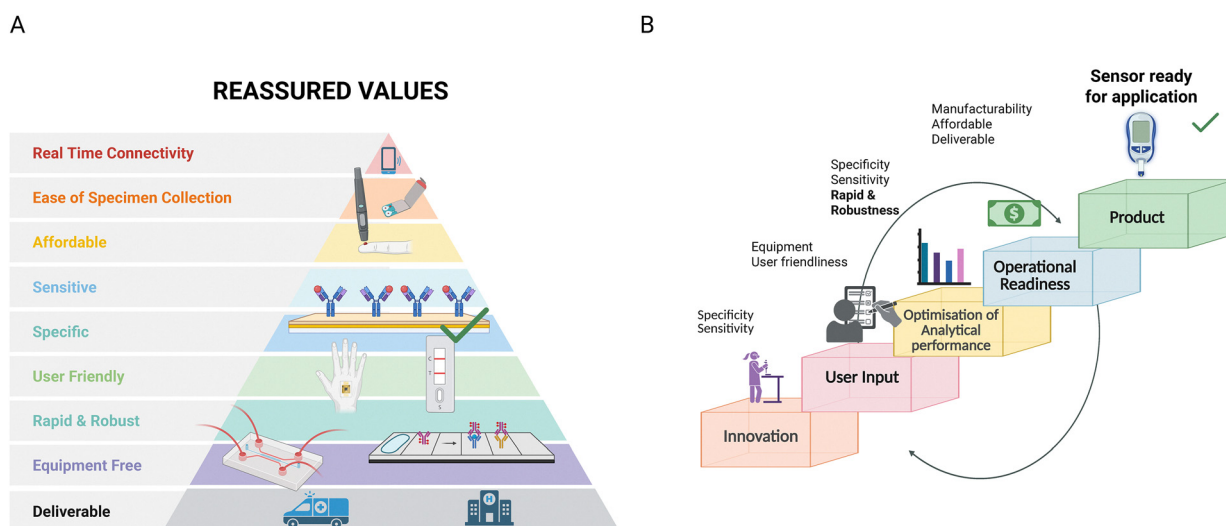 A
REASSURED VALUES
Real Time Connectivity
Ease of Specimen Collection
Affordable
Sensitive
Specific
User Friendly
Rapid & Robust
Equipment Free
Deliverable
C
T
S
H
B
Sensor ready
for application
Manufacturability
Affordable
Deliverable
Specificity
Sensitivity
Rapid &
Robustness
Equipment
User friendliness
Specificity
Sensitivity
$
Product
Operational
Readiness
Optimisation of
Analytical
performance
User Input
Innovation